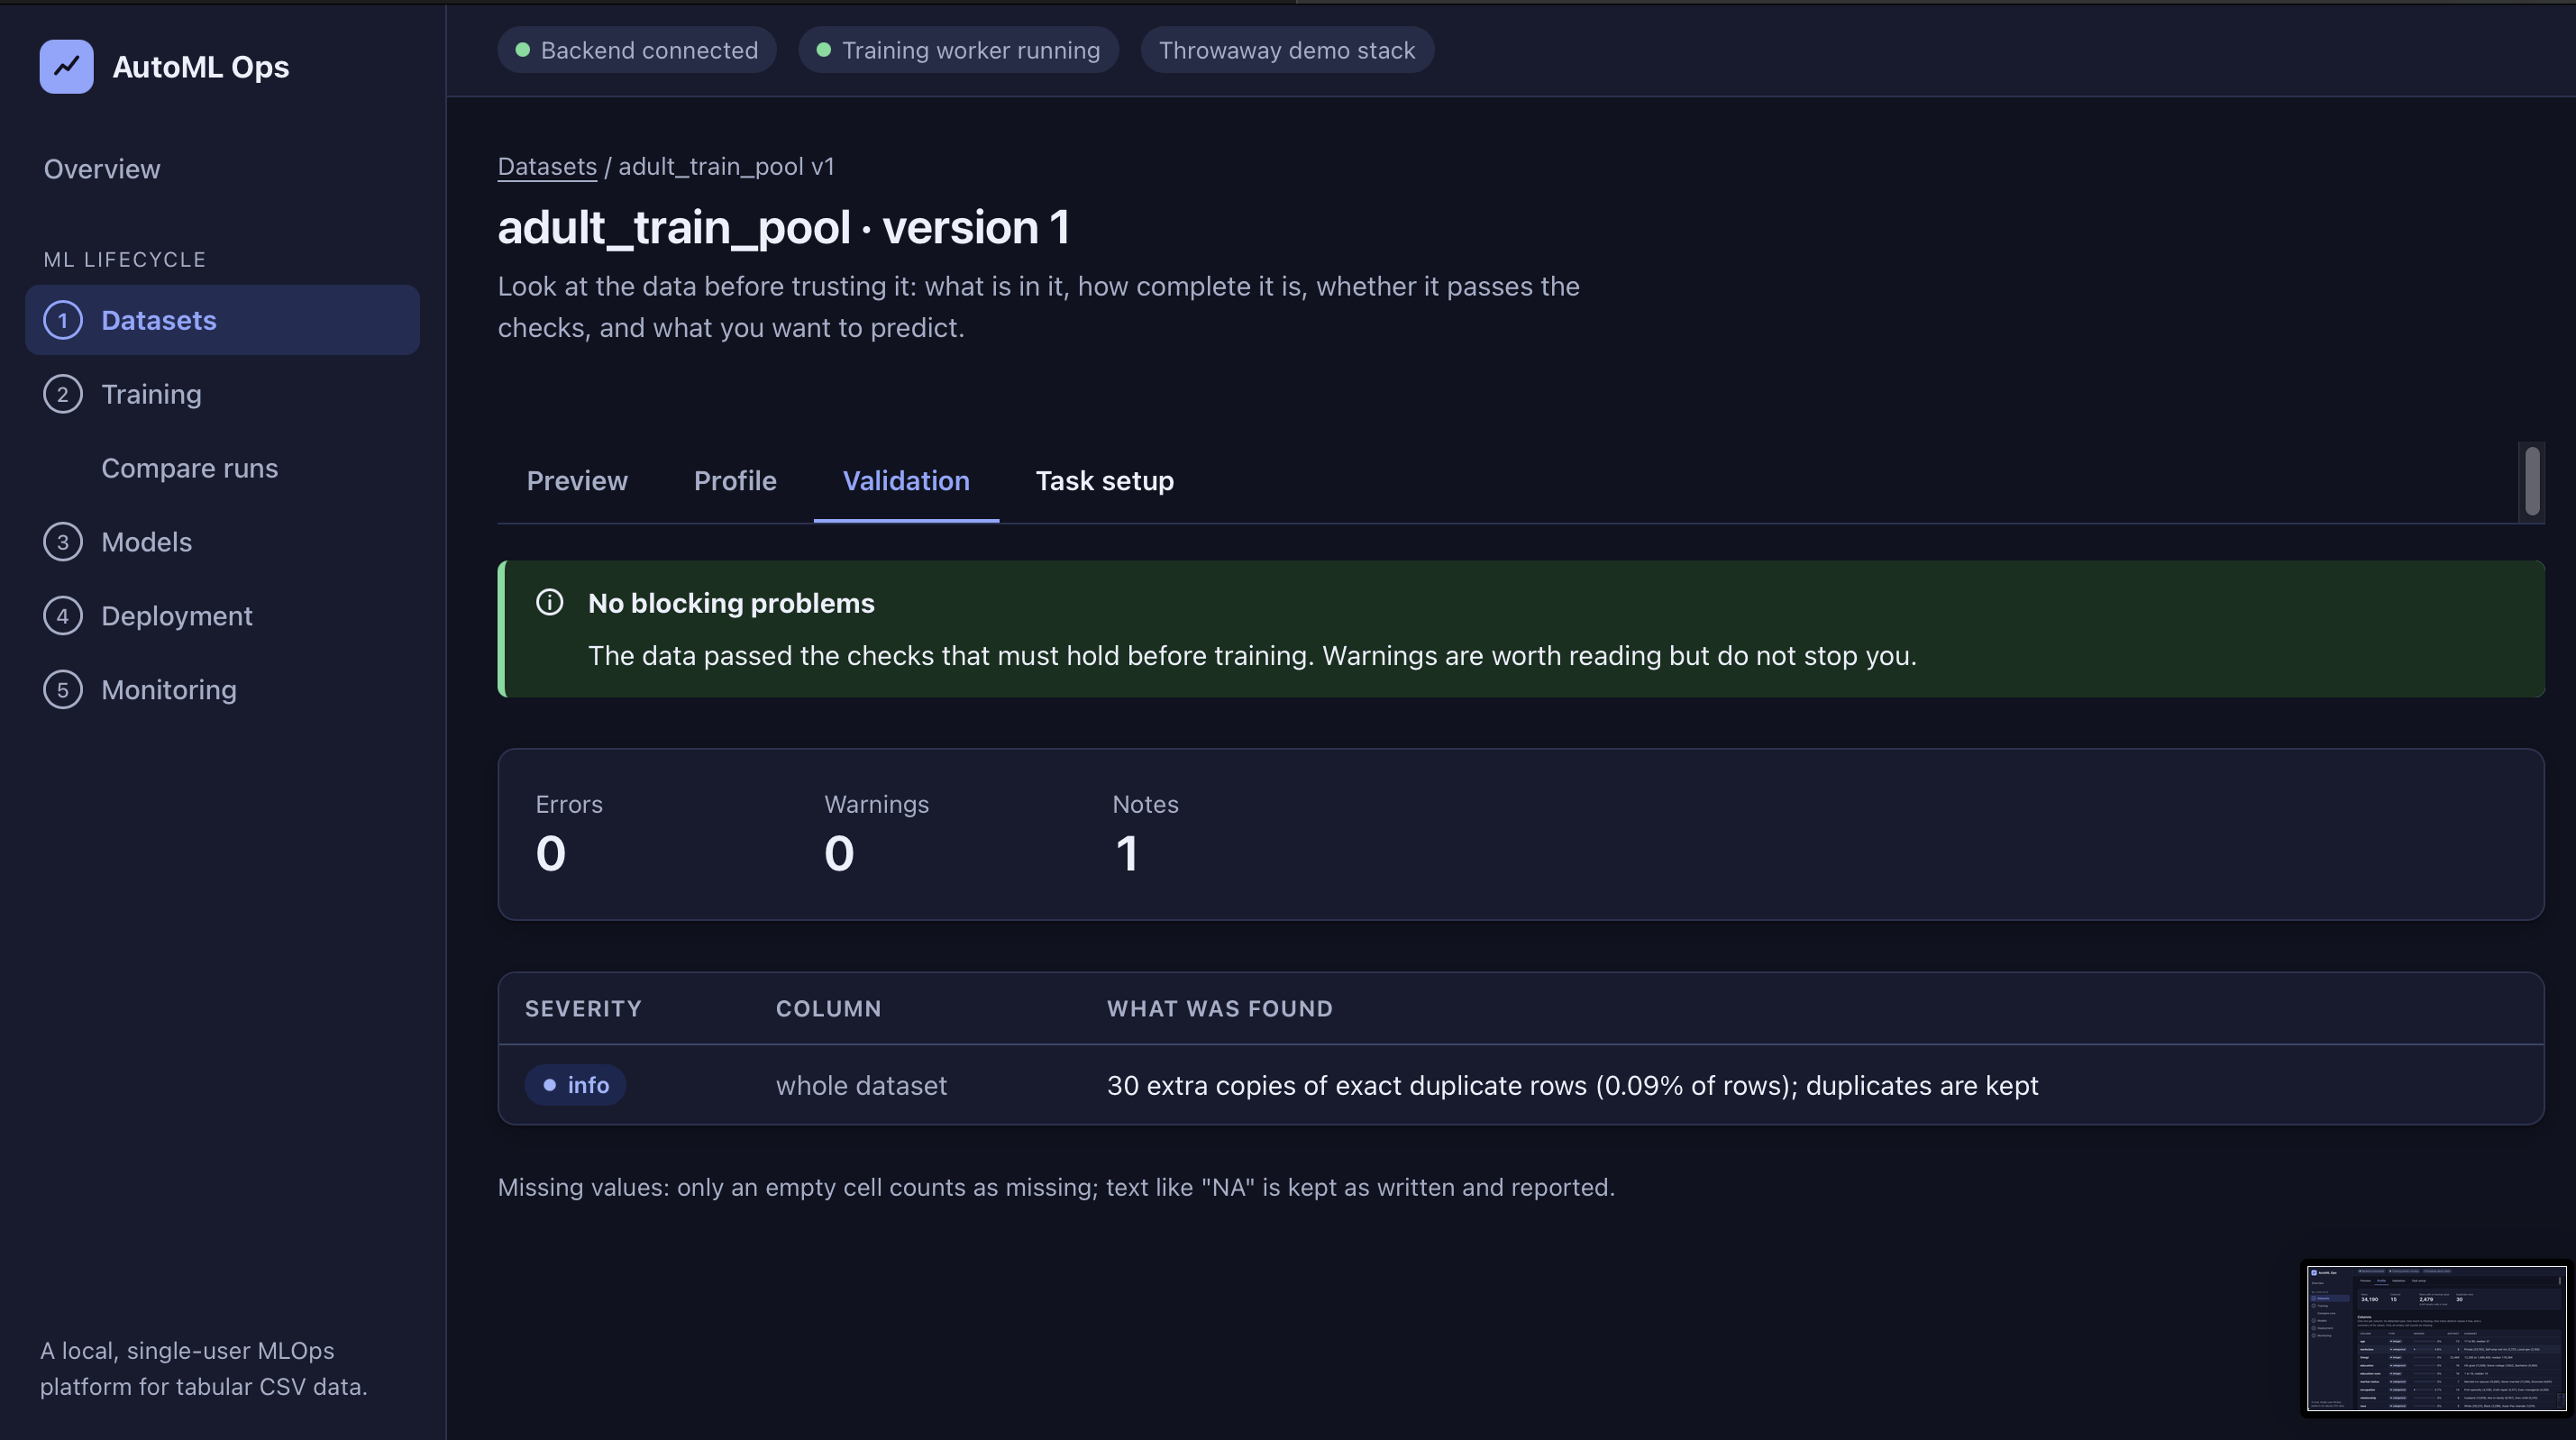 AutoML Ops
Overview
ML LIFECYCLE
1 Datasets
2 Training
Compare runs
3 Models
4 Deployment
5 Monitoring
A local, single-user MLOps
platform for tabular CSV data.
Backend connected
Training worker running
Throwaway demo stack
Datasets / adult_train_pool v1
adult_train_pool · version 1
Look at the data before trusting it: what is in it, how complete it is, whether it passes the
checks, and what you want to predict.
Preview Profile Validation Task setup
No blocking problems
The data passed the checks that must hold before training. Warnings are worth reading but do not stop you.
Errors Warnings Notes
0 0 1
SEVERITY COLUMN WHAT WAS FOUND
info whole dataset 30 extra copies of exact duplicate rows (0.09% of rows); duplicates are kept
Missing values: only an empty cell counts as missing; text like "NA" is kept as written and reported.
34,190 15 2,479 30